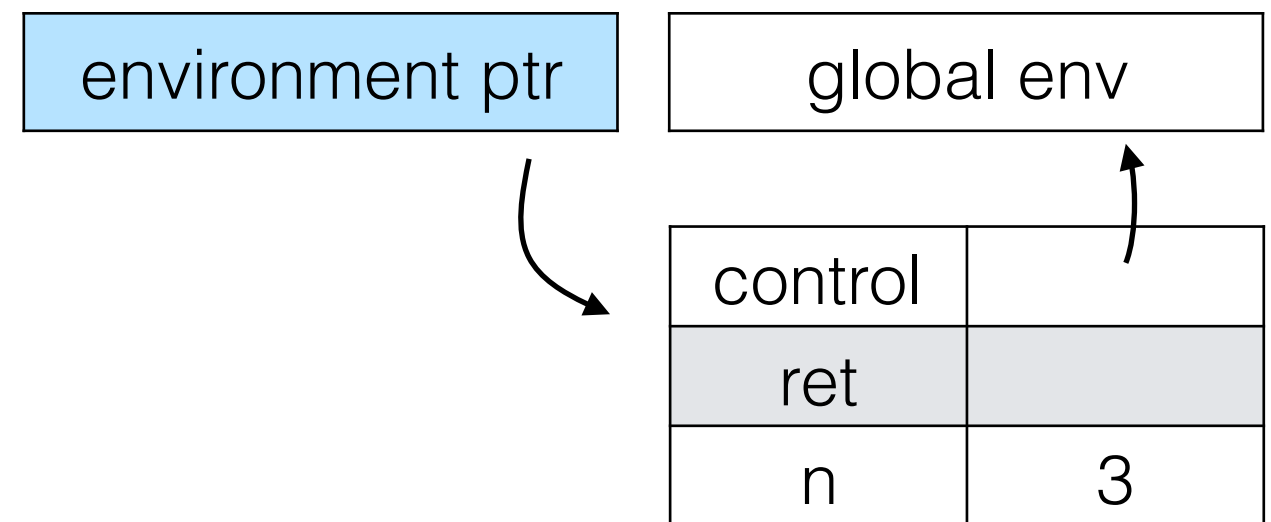 environment ptr
global env
control
ret
n 3